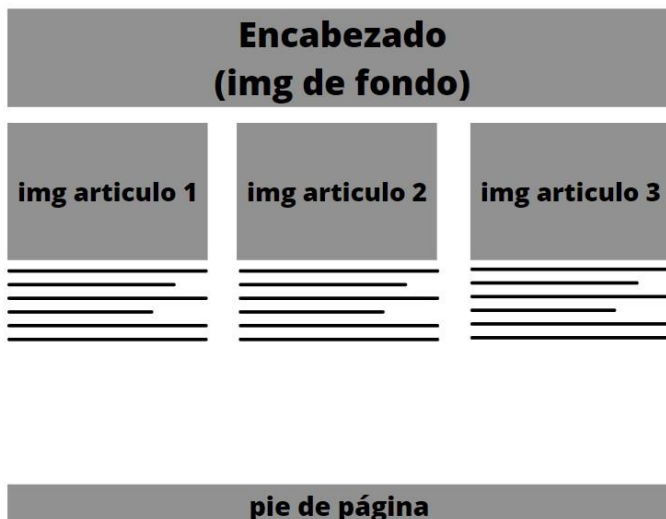 Encabezado
(img de fondo)
img articulo 1
img articulo 2
img articulo 3
pie de página